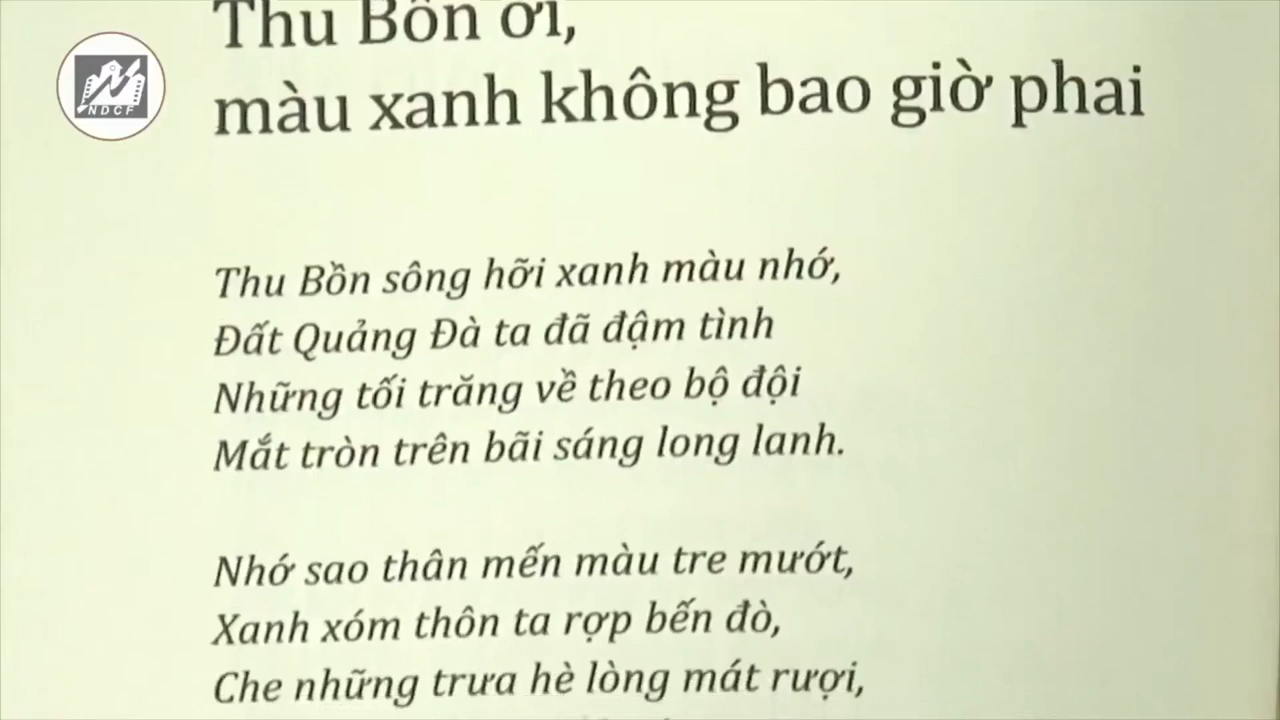 NDCF
Thu Bồn ơi,
màu xanh không bao giờ phai
Thu Bồn sông hỡi xanh màu nhớ,
Đất Quảng Đà ta đã đậm tình
Những tối trăng về theo bộ đội
Mắt tròn trên bãi sáng long lanh.
Nhớ sao thân mến màu tre mướt,
Xanh xóm thôn ta rợp bến đò,
Che những trưa hè lòng mát rượi,